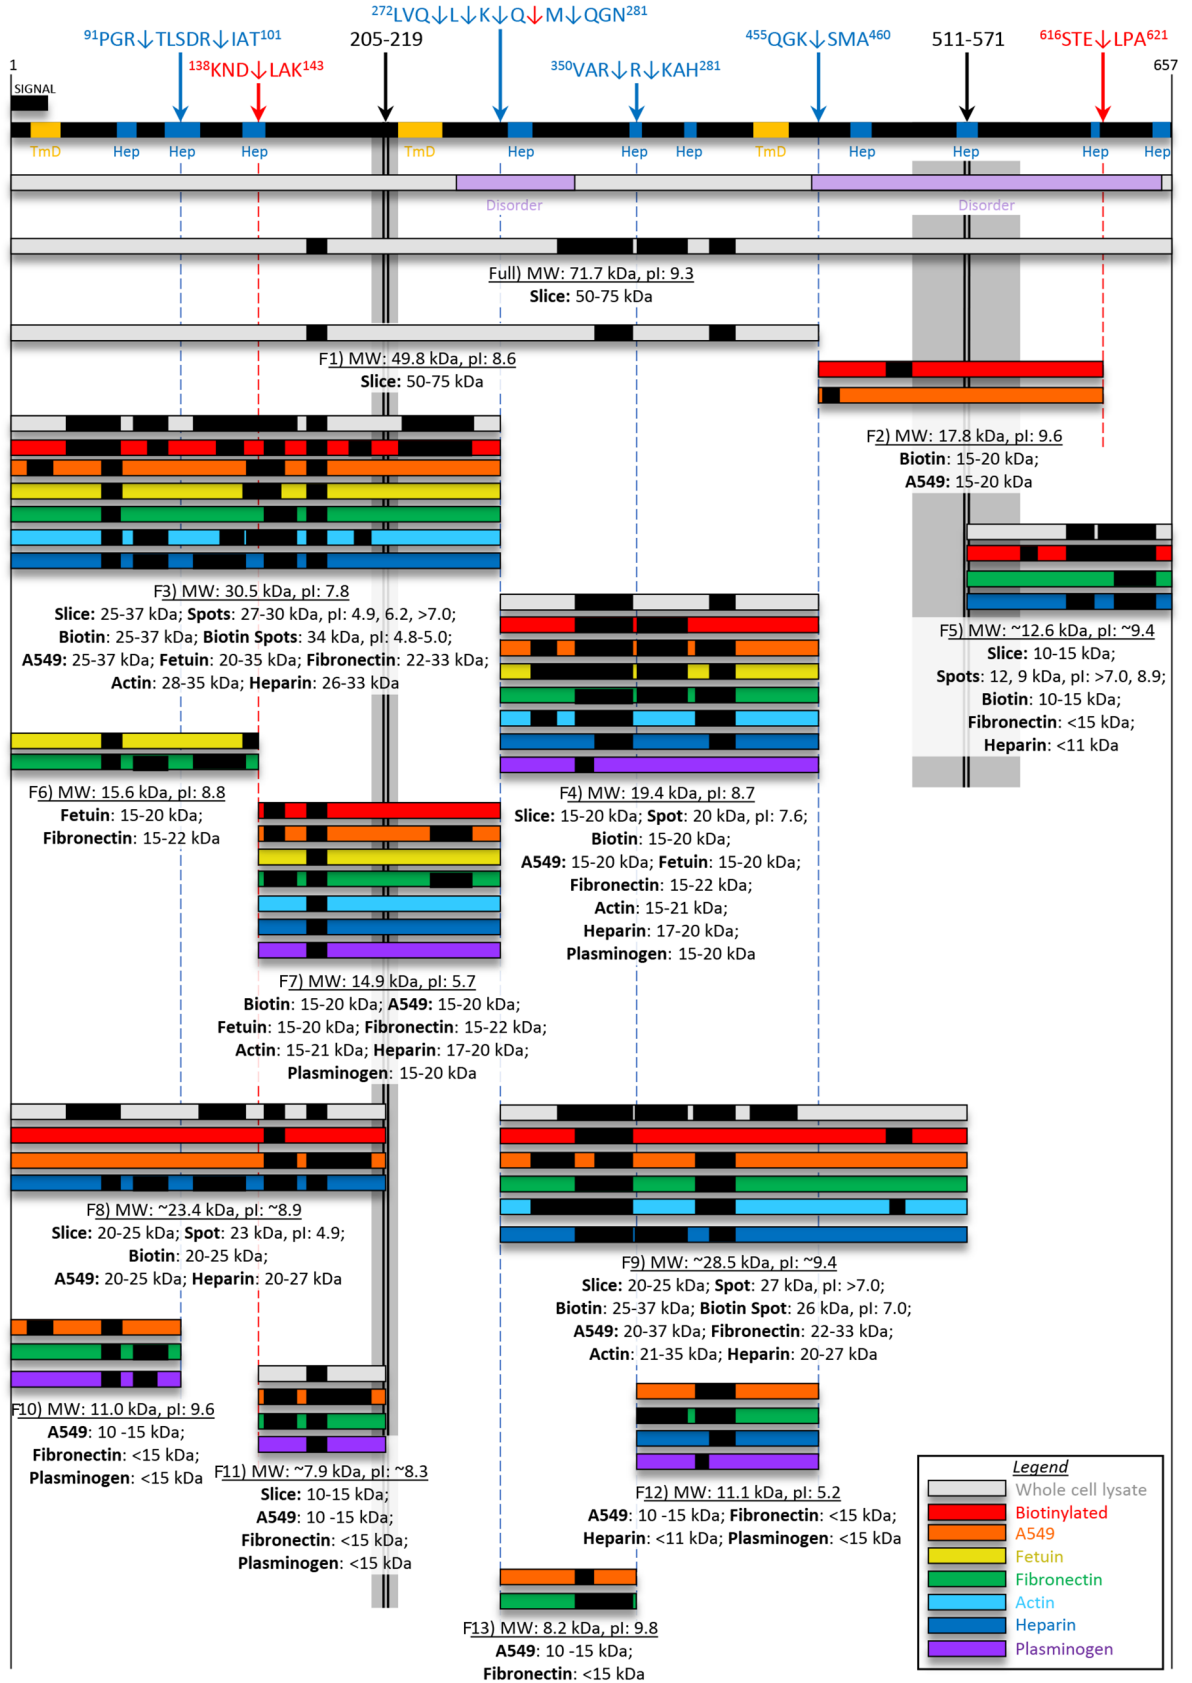 272LVQ↓L↓K↓Q↓M↓QGN281
91PGR↓TLSDR↓IAT101
205-219
455QGK↓SMA460
511-571
616STE↓LPA621
138KND↓LAK143
350VAR↓R↓KAH281
1
657
SIGNAL
TmD
Hep
Hep
Hep
TmD
Hep
Hep
Hep
TmD
Hep
Hep
Hep
Hep
Disorder
Disorder
Full) MW: 71.7 kDa, pI: 9.3
Slice: 50-75 kDa
F1) MW: 49.8 kDa, pI: 8.6
Slice: 50-75 kDa
F2) MW: 17.8 kDa, pI: 9.6
Biotin: 15-20 kDa;
A549: 15-20 kDa
F3) MW: 30.5 kDa, pI: 7.8
Slice: 25-37 kDa; Spots: 27-30 kDa, pI: 4.9, 6.2, >7.0;
Biotin: 25-37 kDa; Biotin Spots: 34 kDa, pI: 4.8-5.0;
A549: 25-37 kDa; Fetuin: 20-35 kDa; Fibronectin: 22-33 kDa;
Actin: 28-35 kDa; Heparin: 26-33 kDa
F5) MW: ~12.6 kDa, pI: ~9.4
Slice: 10-15 kDa;
Spots: 12, 9 kDa, pI: >7.0, 8.9;
Biotin: 10-15 kDa;
Fibronectin: <15 kDa;
Heparin: <11 kDa
F6) MW: 15.6 kDa, pI: 8.8
Fetuin: 15-20 kDa;
Fibronectin: 15-22 kDa
F4) MW: 19.4 kDa, pI: 8.7
Slice: 15-20 kDa; Spot: 20 kDa, pI: 7.6;
Biotin: 15-20 kDa;
A549: 15-20 kDa; Fetuin: 15-20 kDa;
Fibronectin: 15-22 kDa;
Actin: 15-21 kDa;
Heparin: 17-20 kDa;
Plasminogen: 15-20 kDa
F7) MW: 14.9 kDa, pI: 5.7
Biotin: 15-20 kDa; A549: 15-20 kDa;
Fetuin: 15-20 kDa; Fibronectin: 15-22 kDa;
Actin: 15-21 kDa; Heparin: 17-20 kDa;
Plasminogen: 15-20 kDa
F8) MW: ~23.4 kDa, pI: ~8.9
Slice: 20-25 kDa; Spot: 23 kDa, pI: 4.9;
Biotin: 20-25 kDa;
A549: 20-25 kDa; Heparin: 20-27 kDa
F9) MW: ~28.5 kDa, pI: ~9.4
Slice: 20-25 kDa; Spot: 27 kDa, pI: >7.0;
Biotin: 25-37 kDa; Biotin Spot: 26 kDa, pI: 7.0;
A549: 20-37 kDa; Fibronectin: 22-33 kDa;
Actin: 21-35 kDa; Heparin: 20-27 kDa
F10) MW: 11.0 kDa, pI: 9.6
A549: 10 -15 kDa;
Fibronectin: <15 kDa;
Plasminogen: <15 kDa
F11) MW: ~7.9 kDa, pI: ~8.3
Slice: 10-15 kDa;
A549: 10 -15 kDa;
Fibronectin: <15 kDa;
Plasminogen: <15 kDa
F12) MW: 11.1 kDa, pI: 5.2
A549: 10 -15 kDa; Fibronectin: <15 kDa;
Heparin: <11 kDa; Plasminogen: <15 kDa
F13) MW: 8.2 kDa, pI: 9.8
A549: 10 -15 kDa;
Fibronectin: <15 kDa
Legend
Whole cell lysate
Biotinylated
A549
Fetuin
Fibronectin
Actin
Heparin
Plasminogen